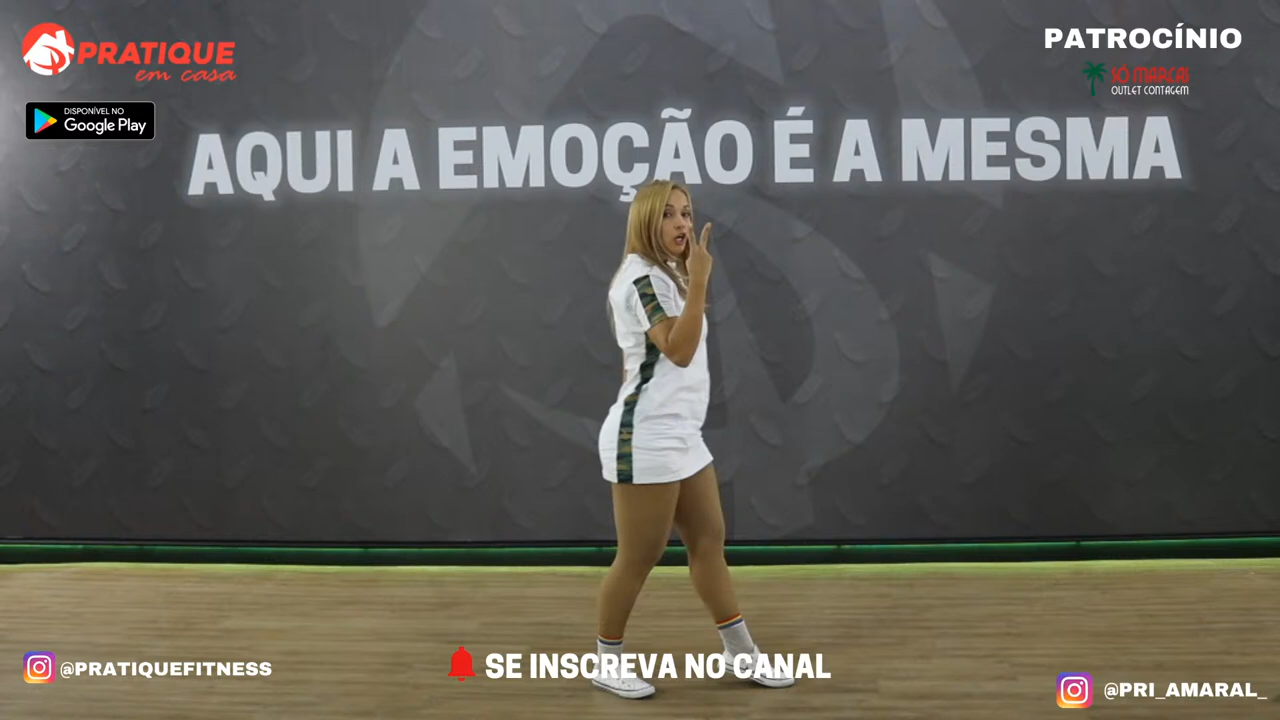 PRATIQUE
em casa
DISPONÍVEL NO
Google Play
PATROCÍNIO
SÓ MARCAS
OUTLET CONTAGEM
AQUI A EMOÇÃO É A MESMA
@PRATIQUEFITNESS
SE INSCREVA NO CANAL
@PRI_AMARAL_